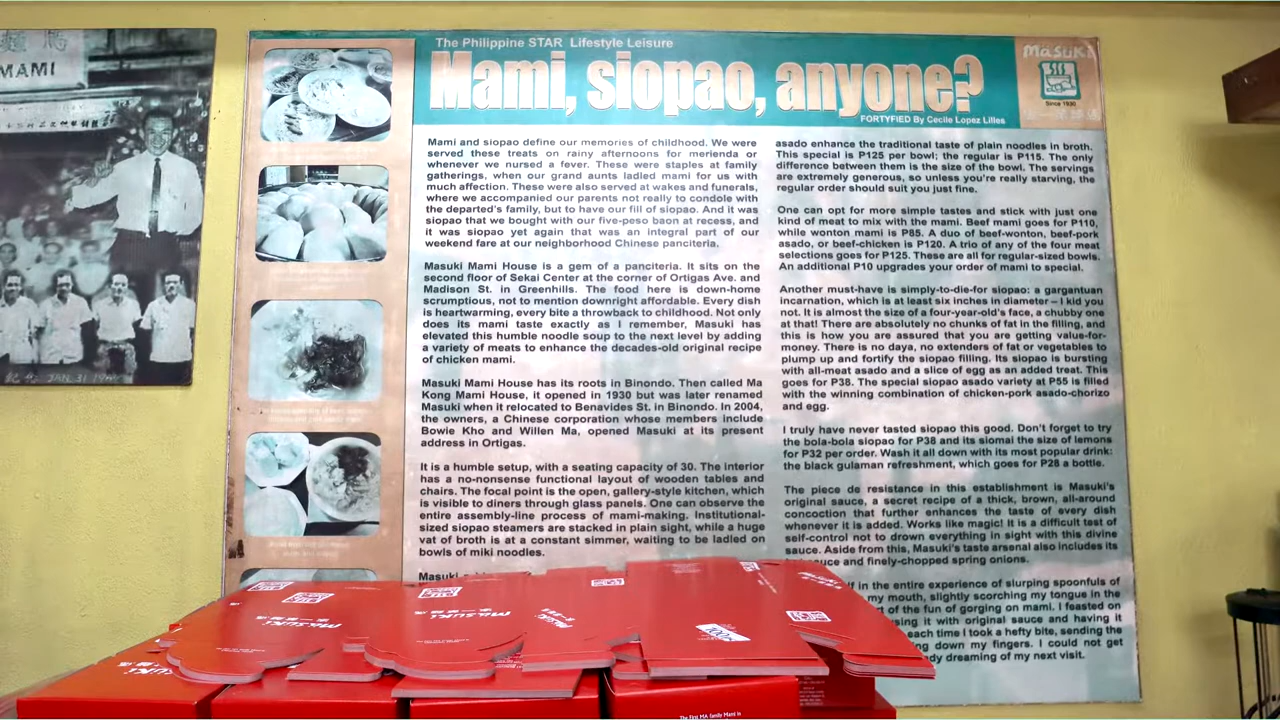 MAMI
JAN 31
The Philippine STAR Lifestyle Leisure
Mami, siopao, anyone?
FORTYFIED By Cecile Lopez Lilles
MASUKI
Since 1930
Mami and siopao define our memories of childhood. We were
served these treats on rainy afternoons for merienda or
whenever we nursed a fever. These were staples at family
gatherings, when our grand aunts ladled mami for us with
much affection. These were also served at wakes and funerals,
where we accompanied our parents not really to condole with
the departed's family, but to have our fill of siopao. And it was
siopao that we bought with our five-peso baon at recess, and
it was siopao yet again that was an integral part of our
weekend fare at our neighborhood Chinese panciteria.
Masuki Mami House is a gem of a panciteria. It sits on the
second floor of Sekai Center at the corner of Ortigas Ave. and
Madison St. in Greenhills. The food here is down-home
scrumptious, not to mention downright affordable. Every dish
is heartwarming, every bite a throwback to childhood. Not only
does its mami taste exactly as I remember, Masuki has
elevated this humble noodle soup to the next level by adding
a variety of meats to enhance the decades-old original recipe
of chicken mami.
Masuki Mami House has its roots in Binondo. Then called Ma
Kong Mami House, it opened in 1930 but was later renamed
Masuki when it relocated to Benavides St. in Binondo. In 2004,
the owners, a Chinese corporation whose members include
Bowie Kho and Willen Ma, opened Masuki at its present
address in Ortigas.
It is a humble setup, with a seating capacity of 30. The interior
has a no-nonsense functional layout of wooden tables and
chairs. The focal point is the open, gallery-style kitchen, which
is visible to diners through glass panels. One can observe the
entire assembly-line process of mami-making. Institutional-
sized siopao steamers are stacked in plain sight, while a huge
vat of broth is at a constant simmer, waiting to be ladled on
bowls of miki noodles.
Masuki
asado enhance the traditional taste of plain noodles in broth.
This special is P125 per bowl; the regular is P115. The only
difference between them is the size of the bowl. The servings
are extremely generous, so unless you're really starving, the
regular order should suit you just fine.
One can opt for more simple tastes and stick with just one
kind of meat to mix with the mami. Beef mami goes for P110,
while wonton mami is P85. A duo of beef-wonton, beef-pork
asado, or beef-chicken is P120. A trio of any of the four meat
selections goes for P125. These are all for regular-sized bowls.
An additional P10 upgrades your order of mami to special.
Another must-have is simply-to-die-for siopao: a gargantuan
incarnation, which is at least six inches in diameter – I kid you
not. It is almost the size of a four-year-old's face, a chubby one
at that! There are absolutely no chunks of fat in the filling, and
this is how you are assured that you are getting value-for-
money. There is no daya, no extenders of fat or vegetables to
plump up and fortify the siopao filling. Its siopao is bursting
with all-meat asado and a slice of egg as an added treat. This
goes for P38. The special siopao asado variety at P55 is filled
with the winning combination of chicken-pork asado-chorizo
and egg.
I truly have never tasted siopao this good. Don't forget to try
the bola-bola siopao for P38 and its siomai the size of lemons
for P32 per order. Wash it all down with its most popular drink:
the black gulaman refreshment, which goes for P28 a bottle.
The piece de resistance in this establishment is Masuki's
original sauce, a secret recipe of a thick, brown, all-around
concoction that further enhances the taste of every dish
whenever it is added. Works like magic! It is a difficult test of
self-control not to drown everything in sight with this divine
sauce. Aside from this, Masuki's taste arsenal also includes its
sauce and finely-chopped spring onions.
in the entire experience of slurping spoonfuls of
my mouth, slightly scorching my tongue in the
of the fun of gorging on mami. I feasted on
with original sauce and having it
each time I took a hefty bite, sending the
down my fingers. I could not get
dreaming of my next visit.
MASUKI
MASUKI
MASUKI
The First MA family Mami in